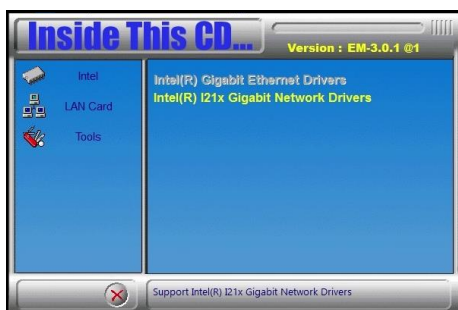 Inside This CD...
Version : EM-3.0.1 @1
Intel
LAN Card
Tools
Intel(R) Gigabit Ethernet Drivers
Intel(R) I21x Gigabit Network Drivers
Support Intel(R) I21x Gigabit Network Drivers